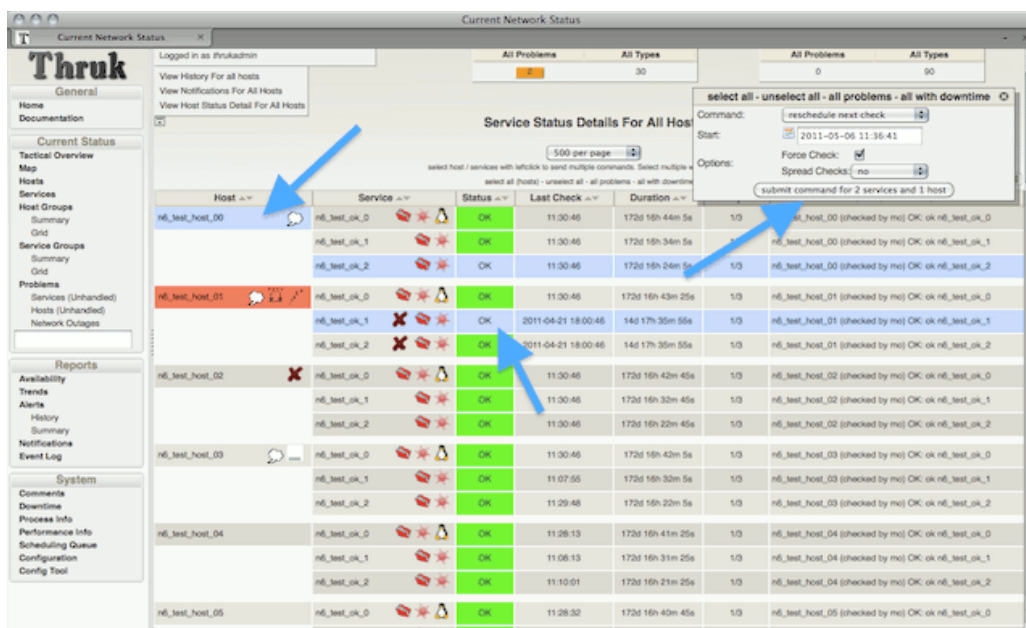 Current Network Status
Current Network Status
Thruk
General
Home
Documentation
Current Status
Tactical Overview
Map
Hosts
Services
Host Groups
Summary
Grid
Service Groups
Summary
Grid
Problems
Services (Unhandled)
Hosts (Unhandled)
Network Outages
Reports
Availability
Trends
Alerts
History
Summary
Notifications
Event Log
System
Comments
Downtime
Process Info
Performance Info
Scheduling Queue
Configuration
Config Tool
Logged in as thrukadmin
View History For all hosts
View Notifications For All Hosts
View Host Status Detail For All Hosts
All Problems All Types
2 30
All Problems All Types
0 90
select all - unselect all - all problems - all with downtime
Command: reschedule next check
Start: 2011-05-06 11:36:41
Options: Force Check:
Spread Checks: no
submit command for 2 services and 1 host
Service Status Details For All Host
500 per page
select host / services with leftclick to send multiple commands. Select multiple
select all (hosts) - unselect all - all problems - all with downtime
Host Service Status Last Check Duration
n6_test_host_00 n6_test_ok_0 OK 11:30:46 172d 16h 44m 5s 1/3 n6_test_host_00 (checked by mo) OK: ok n6_test_ok_0
n6_test_ok_1 OK 11:30:46 172d 16h 34m 5s n6_test_host_00 (checked by mo) OK: ok n6_test_ok_1
n6_test_ok_2 OK 11:30:46 172d 16h 24m 5s 1/3 n6_test_host_00 (checked by mo) OK: ok n6_test_ok_2
n6_test_host_01 n6_test_ok_0 OK 11:30:46 172d 16h 43m 25s 1/3 n6_test_host_01 (checked by mo) OK: ok n6_test_ok_0
n6_test_ok_1 OK 2011-04-21 18:00:46 14d 17h 35m 55s 1/3 n6_test_host_01 (checked by mo) OK: ok n6_test_ok_1
n6_test_ok_2 OK 2011-04-21 18:00:46 14d 17h 35m 55s 1/3 n6_test_host_01 (checked by mo) OK: ok n6_test_ok_2
n6_test_host_02 n6_test_ok_0 OK 11:30:46 172d 16h 42m 45s 1/3 n6_test_host_02 (checked by mo) OK: ok n6_test_ok_0
n6_test_ok_1 OK 11:30:46 172d 16h 32m 45s 1/3 n6_test_host_02 (checked by mo) OK: ok n6_test_ok_1
n6_test_ok_2 OK 11:30:46 172d 16h 22m 45s 1/3 n6_test_host_02 (checked by mo) OK: ok n6_test_ok_2
n6_test_host_03 n6_test_ok_0 OK 11:30:46 172d 16h 42m 5s 1/3 n6_test_host_03 (checked by mo) OK: ok n6_test_ok_0
n6_test_ok_1 OK 11:07:55 172d 16h 32m 5s 1/3 n6_test_host_03 (checked by mo) OK: ok n6_test_ok_1
n6_test_ok_2 OK 11:29:48 172d 16h 22m 5s 1/3 n6_test_host_03 (checked by mo) OK: ok n6_test_ok_2
n6_test_host_04 n6_test_ok_0 OK 11:28:13 172d 16h 41m 25s 1/3 n6_test_host_04 (checked by mo) OK: ok n6_test_ok_0
n6_test_ok_1 OK 11:08:13 172d 16h 31m 25s 1/3 n6_test_host_04 (checked by mo) OK: ok n6_test_ok_1
n6_test_ok_2 OK 11:10:01 172d 16h 21m 25s 1/3 n6_test_host_04 (checked by mo) OK: ok n6_test_ok_2
n6_test_host_05 n6_test_ok_0 OK 11:28:32 172d 16h 40m 45s 1/3 n6_test_host_05 (checked by mo) OK: ok n6_test_ok_0